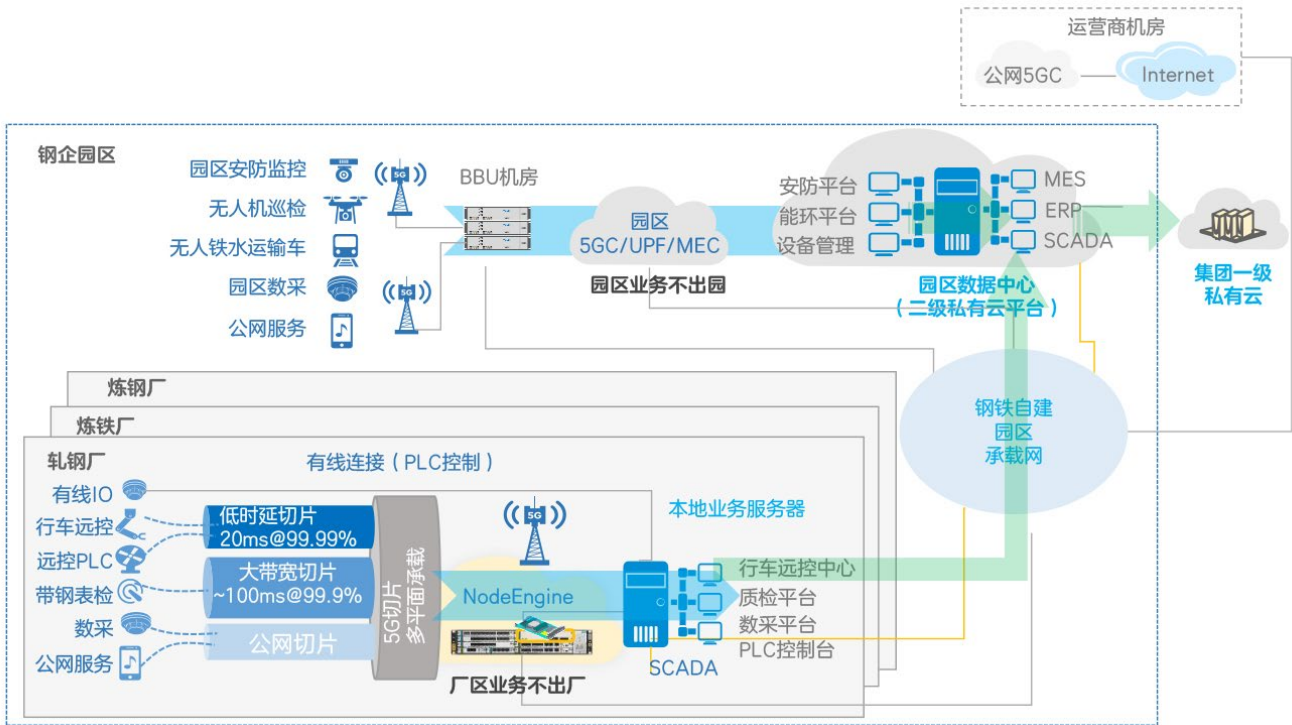 运营商机房
公网5GC
Internet
钢企园区
园区安防监控
无人机巡检
无人铁水运输车
园区数采
公网服务
5G
5G
BBU机房
园区
5GC/UPF/MEC
园区业务不出园
安防平台
能环平台
设备管理
MES
ERP
SCADA
园区数据中心
（二级私有云平台）
集团一级
私有云
钢铁自建
园区
承载网
炼钢厂
炼铁厂
轧钢厂
有线连接（PLC控制）
有线IO
行车远控
远控PLC
带钢表检
数采
公网服务
低时延切片
20ms@99.99%
大带宽切片
~100ms@99.9%
公网切片
5G切片
多平面承载
5G
NodeEngine
厂区业务不出厂
本地业务服务器
SCADA
行车远控中心
质检平台
数采平台
PLC控制台